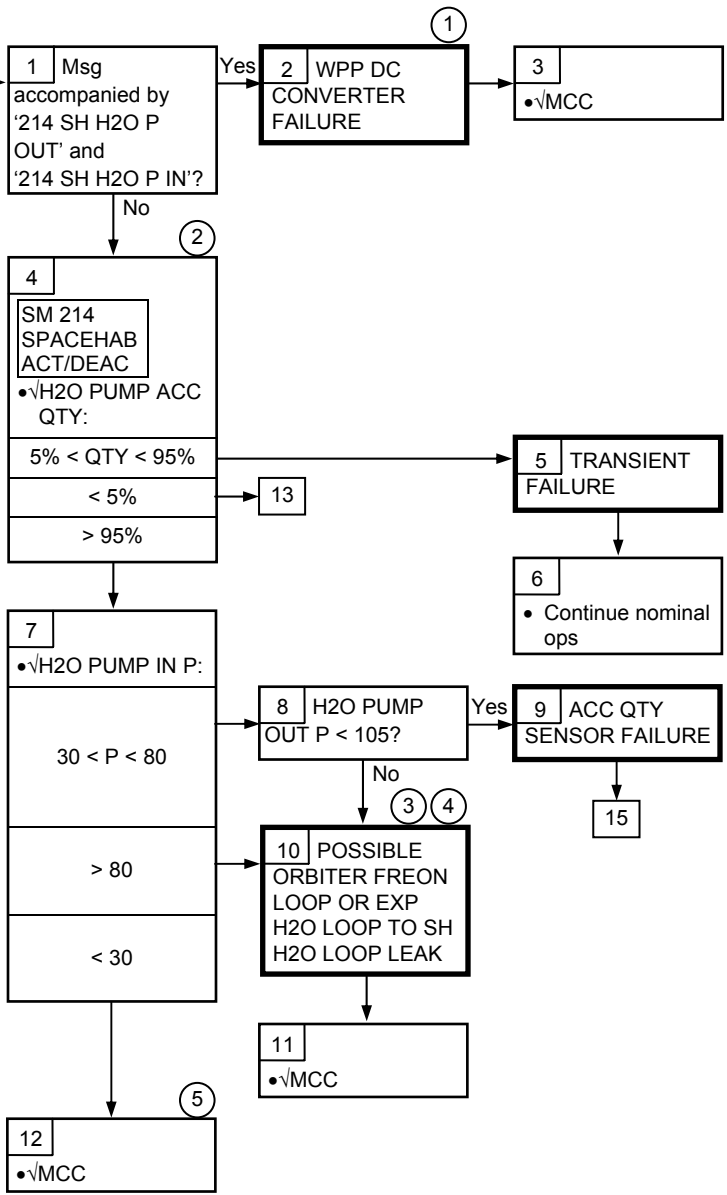 1
1 Msg
accompanied by
‘214 SH H2O P
OUT’ and
‘214 SH H2O P IN’?
Yes
2 WPP DC
CONVERTER
FAILURE
3
•√MCC
No
2
4
SM 214
SPACEHAB
ACT/DEAC
•√H2O PUMP ACC
QTY:
5% < QTY < 95%
< 5%
> 95%
13
5 TRANSIENT
FAILURE
6
• Continue nominal
ops
7
•√H2O PUMP IN P:
30 < P < 80
> 80
< 30
8 H2O PUMP
OUT P < 105?
Yes
9 ACC QTY
SENSOR FAILURE
15
No
3 4
10 POSSIBLE
ORBITER FREON
LOOP OR EXP
H2O LOOP TO SH
H2O LOOP LEAK
11
•√MCC
5
12
•√MCC